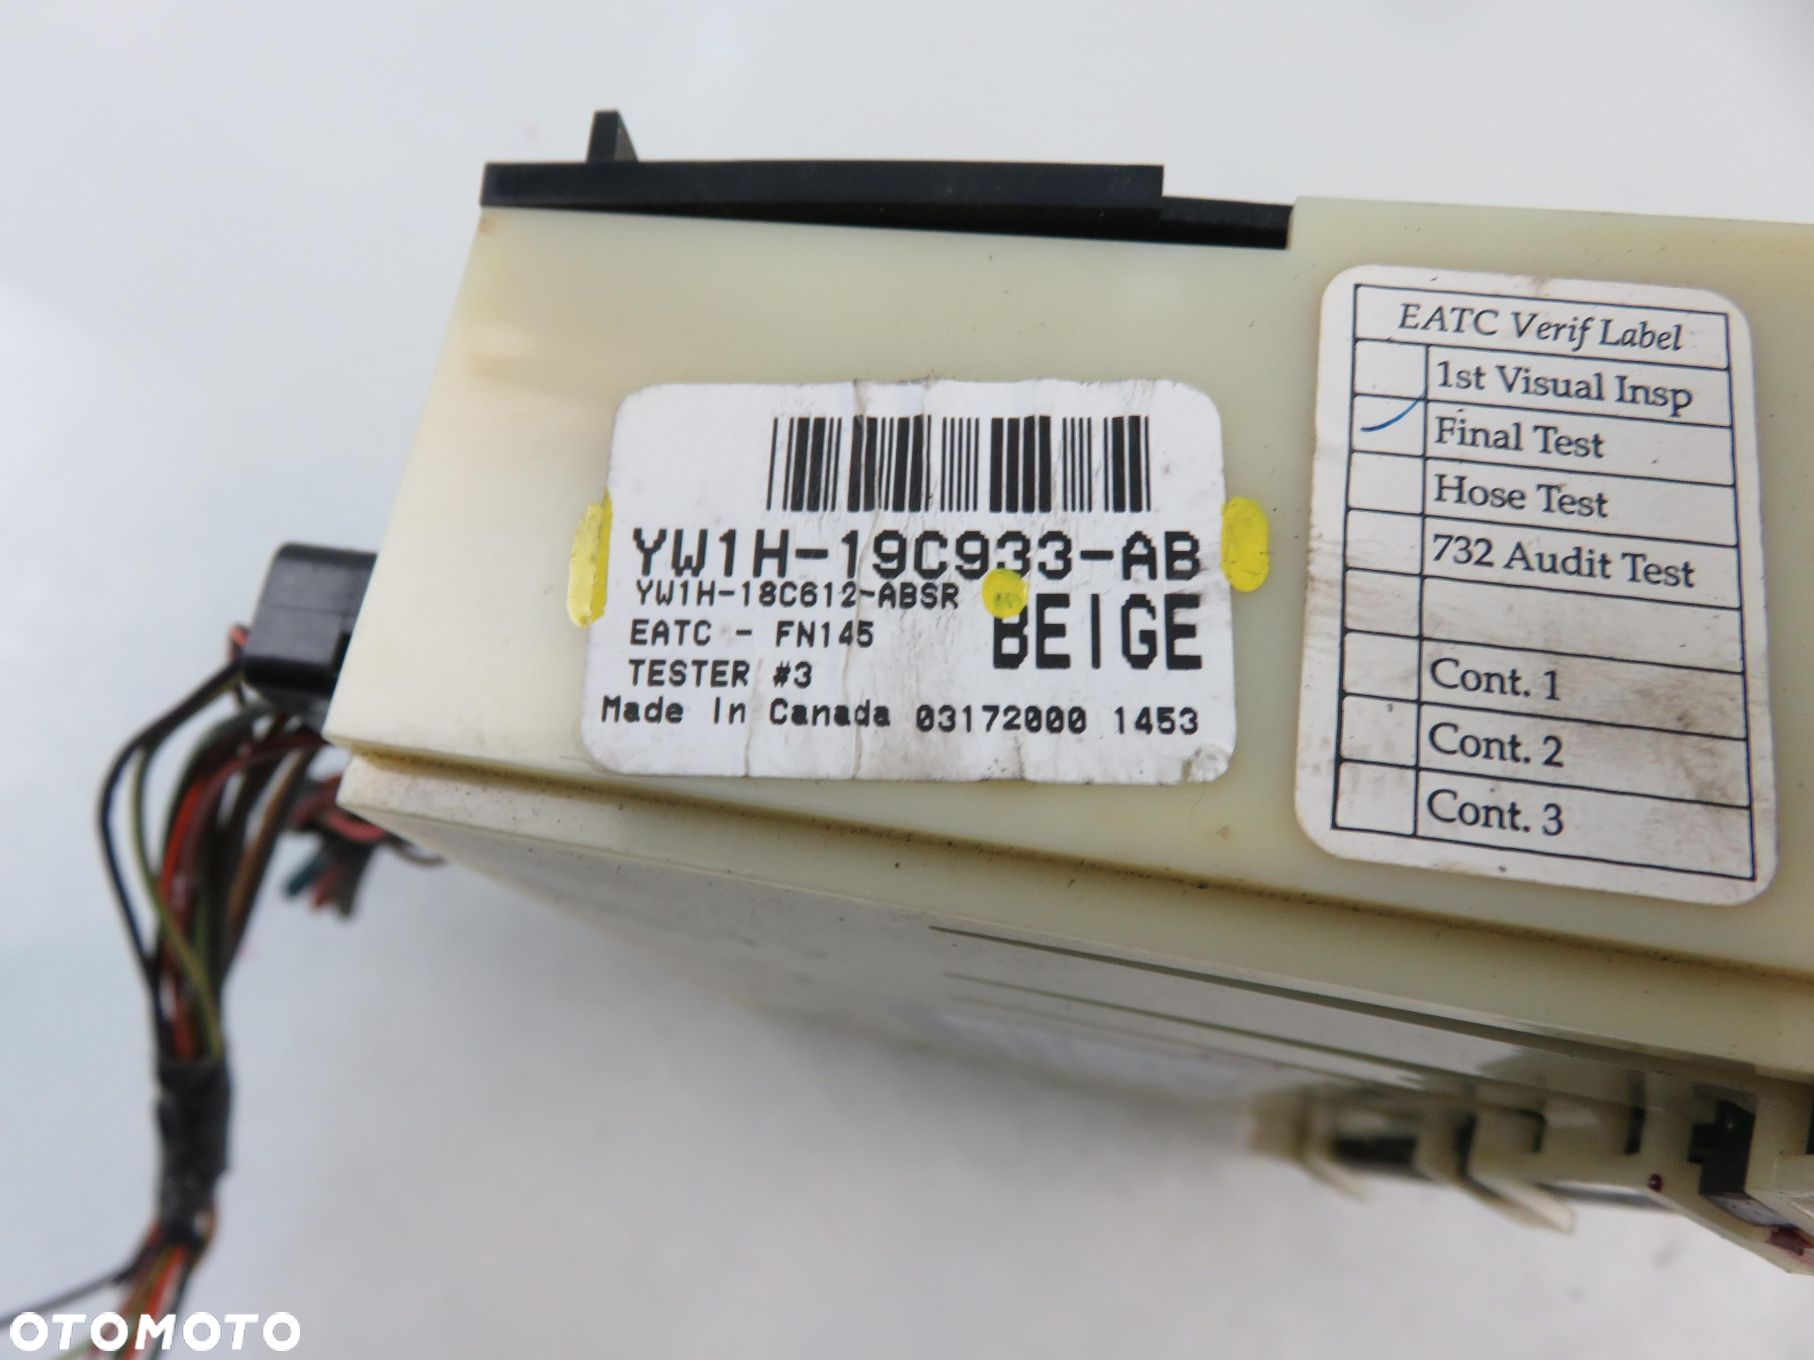 YW1H-19C933-AB
YW1H-18C612-ABSR
EATC - FN145
BEIGE
TESTER #3
Made In Canada 03172000 1453
EATC Verif Label
1st Visual Insp
Final Test
Hose Test
732 Audit Test
Cont. 1
Cont. 2
Cont. 3
OTOMOTO